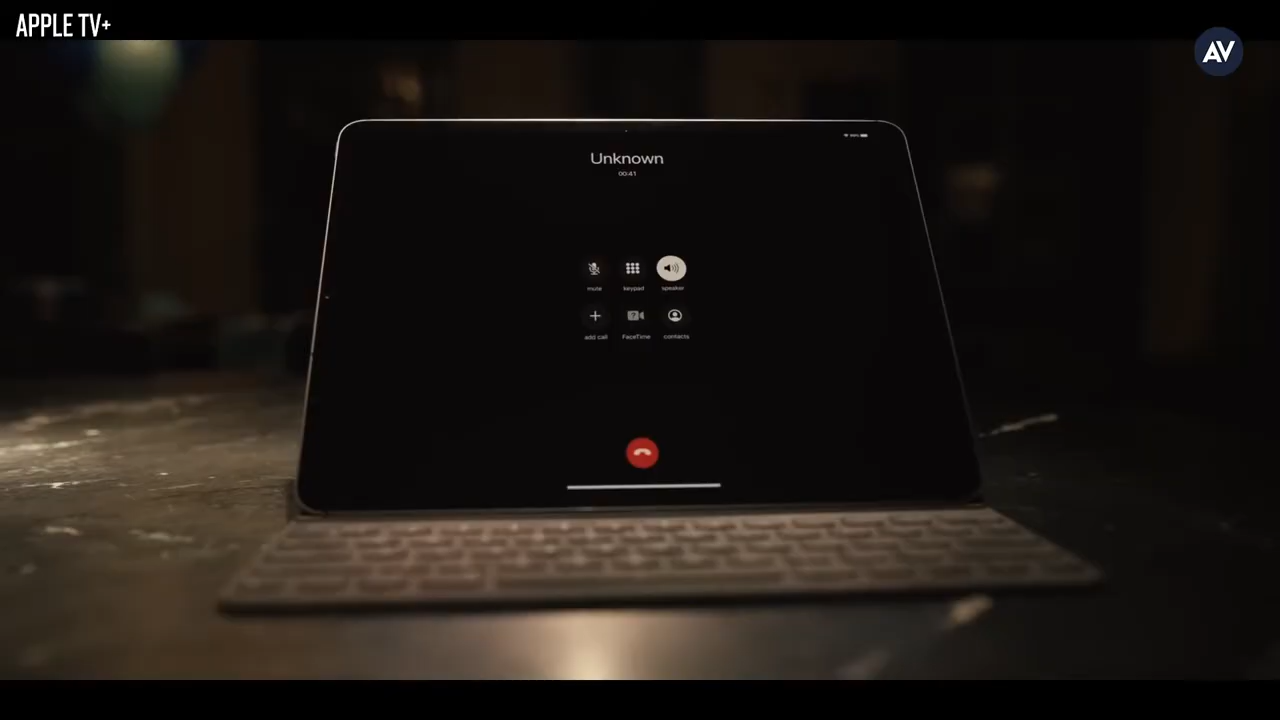 APPLE TV+
AV
Unknown
00:41
mute keypad speaker
add call FaceTime contacts